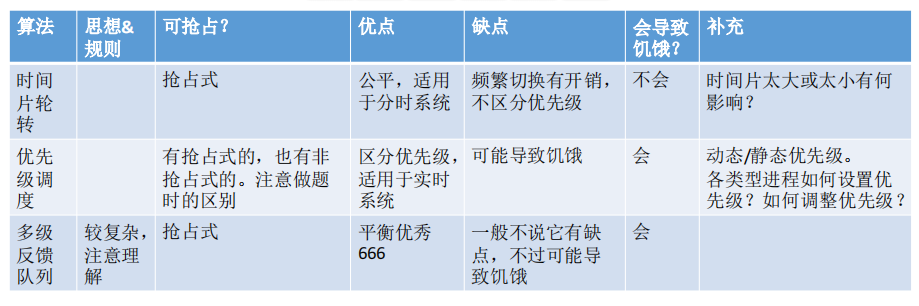 算法 思想& 可抢占？ 优点 缺点 会导致 补充
规则 饥饿？
时间 抢占式 公平，适用 频繁切换有开销， 不会 时间片太大或太小有何
片轮 于分时系统 不区分优先级 影响？
转
优先 有抢占式的，也有非 区分优先级， 可能导致饥饿 会 动态/静态优先级。
级调 抢占式的。注意做题 适用于实时 各类型进程如何设置优
度 时的区别 系统 先级？如何调整优先级？
多级 较复杂， 抢占式 平衡优秀 一般不说它有缺 会
反馈 注意理 666 点，不过可能导
队列 解 致饥饿